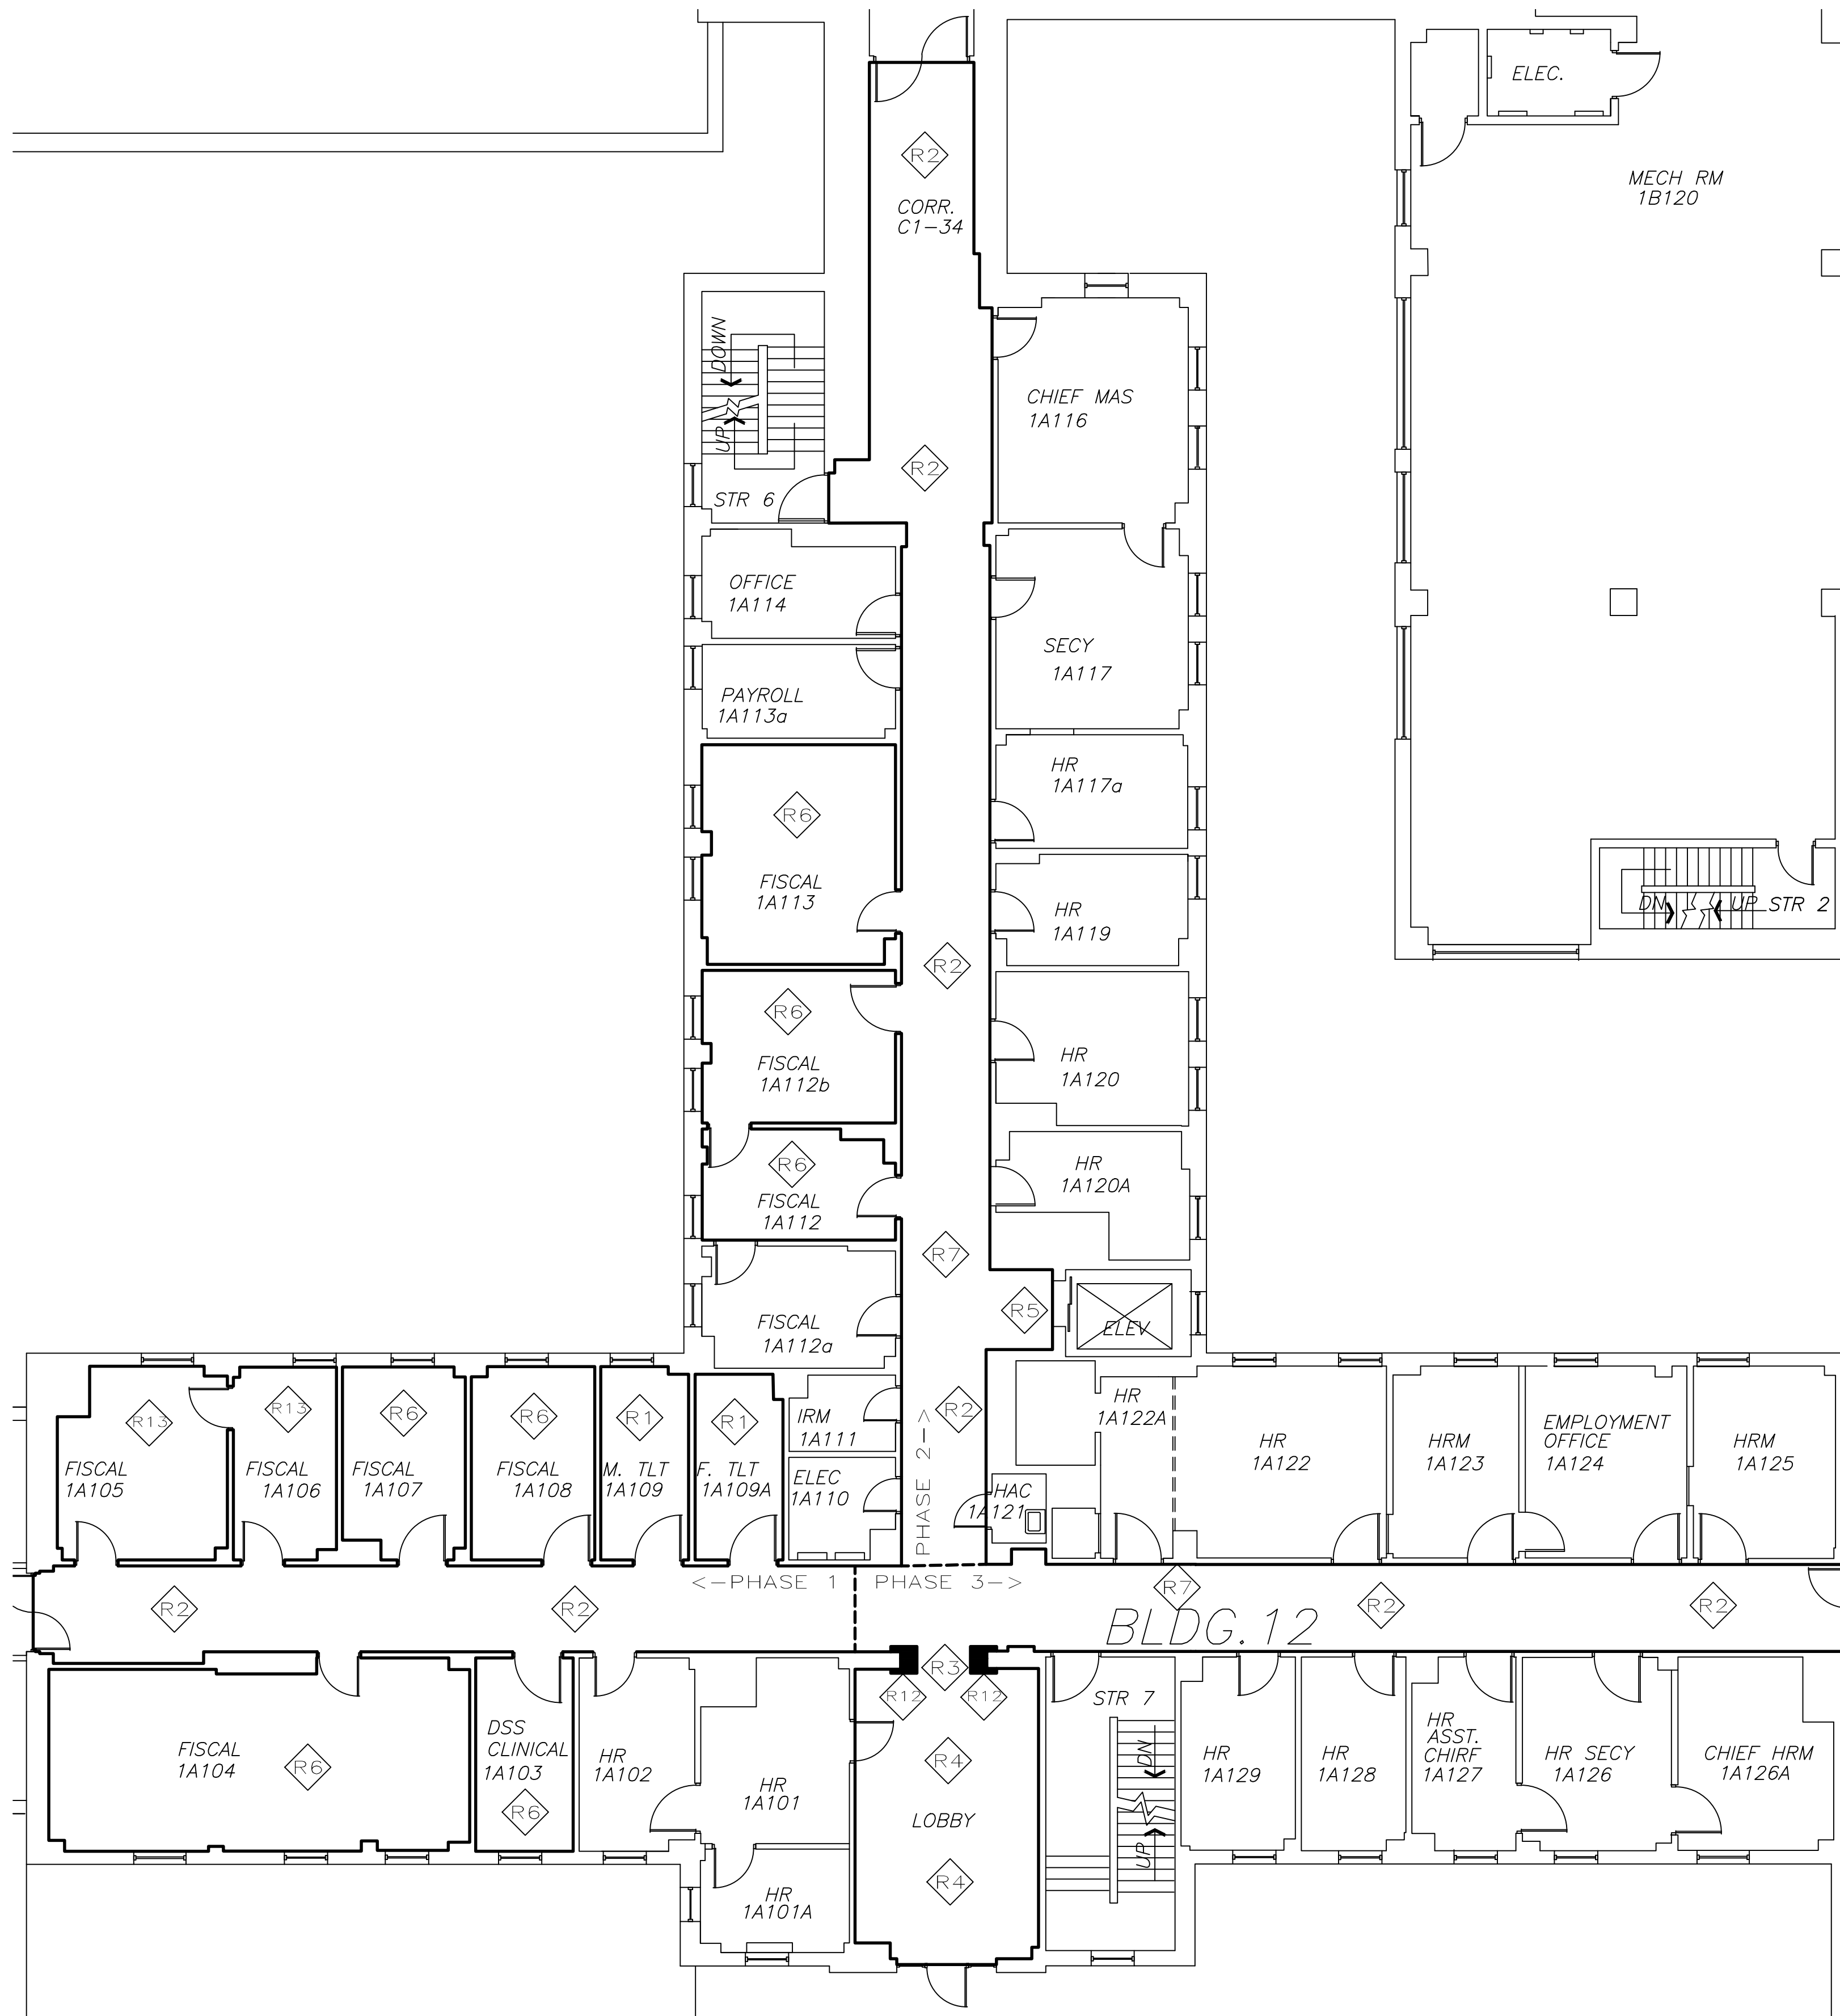 ELEC.
MECH RM
1B120
R2
CORR.
C1-34
DOWN
UP
STR 6
R2
CHIEF MAS
1A116
OFFICE
1A114
SECY
1A117
PAYROLL
1A113a
HR
1A117a
R6
FISCAL
1A113
HR
1A119
DN
UP
STR 2
R2
R6
FISCAL
1A112b
HR
1A120
R6
FISCAL
1A112
HR
1A120A
R7
R5
ELEV
FISCAL
1A112a
R13
FISCAL
1A105
R13
FISCAL
1A106
R6
FISCAL
1A107
R6
FISCAL
1A108
R1
M. TLT
1A109
R1
F. TLT
1A109A
IRM
1A111
ELEC
1A110
PHASE 2->
R2
HAC
1A121
HR
1A122A
HR
1A122
HRM
1A123
EMPLOYMENT
OFFICE
1A124
HRM
1A125
<-PHASE 1
PHASE 3->
R2
R2
R7
R2
R2
BLDG.12
R3
R12
R12
FISCAL
1A104
R6
DSS
CLINICAL
1A103
R6
HR
1A102
HR
1A101
HR
1A101A
R4
LOBBY
R4
STR 7
DN
UP
HR
1A129
HR
1A128
HR
ASST.
CHIRF
1A127
HR SECY
1A126
CHIEF HRM
1A126A